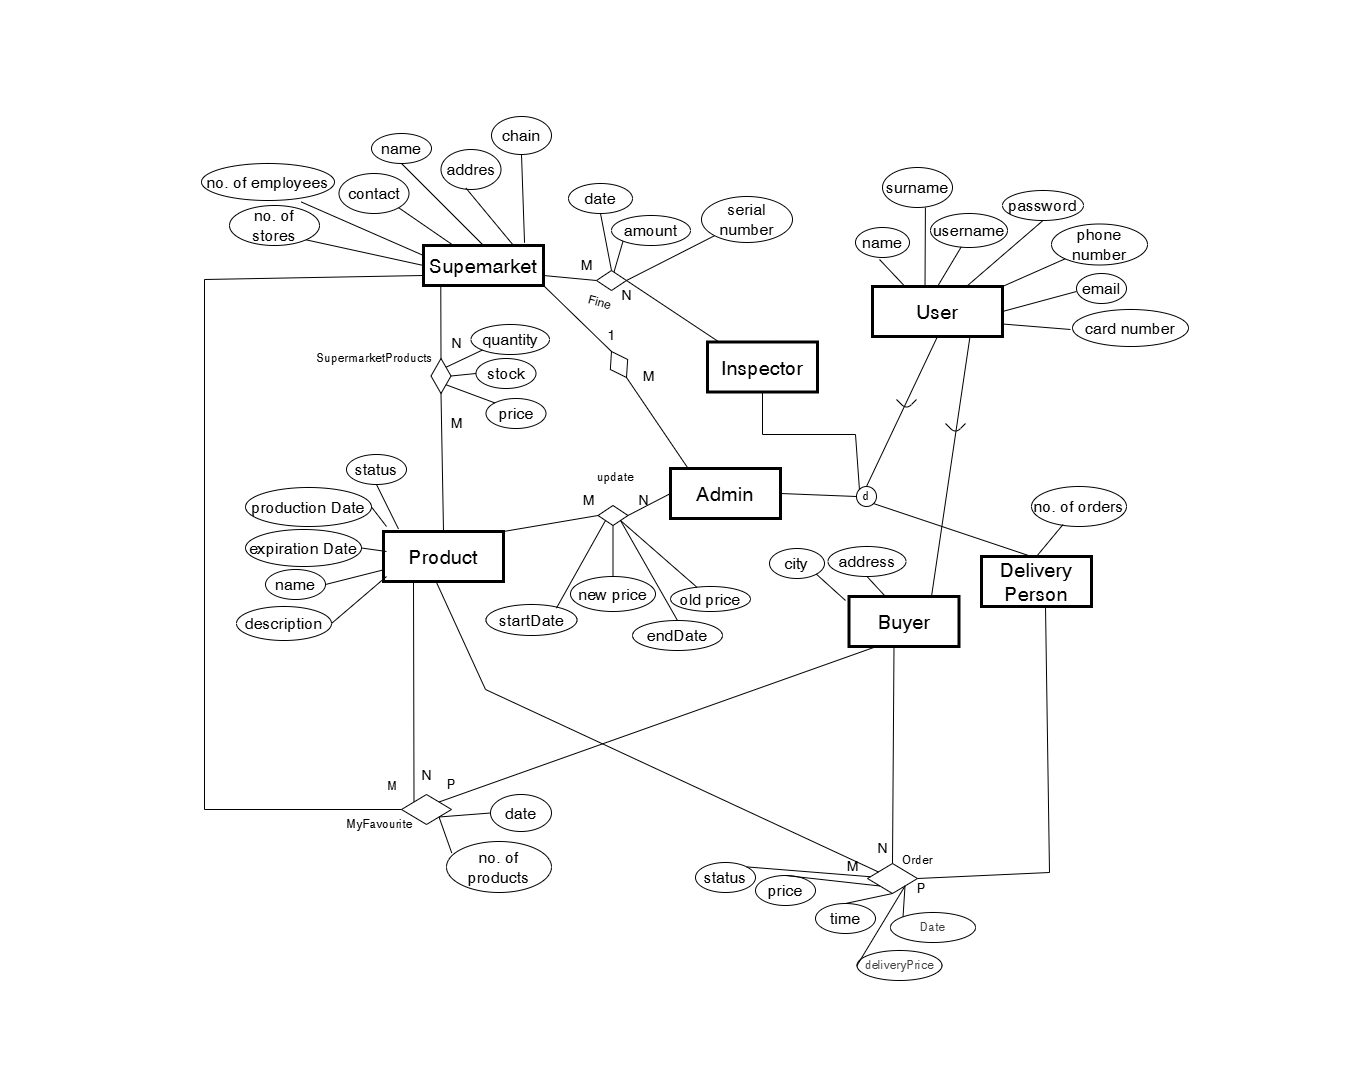 chain
name
addres
no. of employees
contact
no. of
stores
date
amount
serial
number
surname
password
name
username
phone
number
email
card number
Supemarket
M
N
Fine
User
1
M
Inspector
N
SupermarketProducts
quantity
stock
price
M
status
production Date
expiration Date
name
description
Product
update
M
N
Admin
d
startDate
new price
old price
endDate
no. of orders
Delivery
Person
city
address
Buyer
M
N
P
MyFavourite
date
no. of
products
N
Order
M
P
status
price
time
Date
deliveryPrice